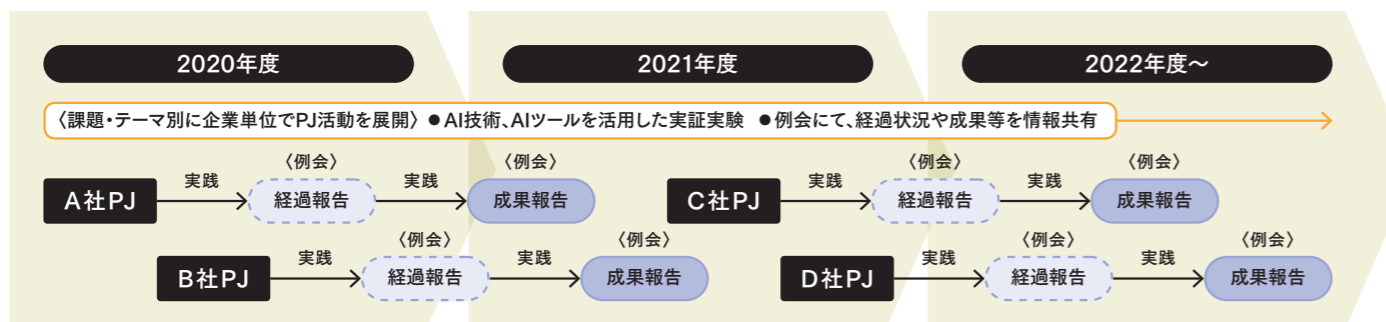 2020年度
2021年度
2022年度～
〈課題・テーマ別に企業単位でPJ活動を展開〉 ●AI技術、AIツールを活用した実証実験 ●例会にて、経過状況や成果等を情報共有
A社PJ
実践
〈例会〉
経過報告
実践
〈例会〉
成果報告
C社PJ
実践
〈例会〉
経過報告
実践
〈例会〉
成果報告
B社PJ
実践
〈例会〉
経過報告
実践
〈例会〉
成果報告
D社PJ
実践
〈例会〉
経過報告
実践
〈例会〉
成果報告